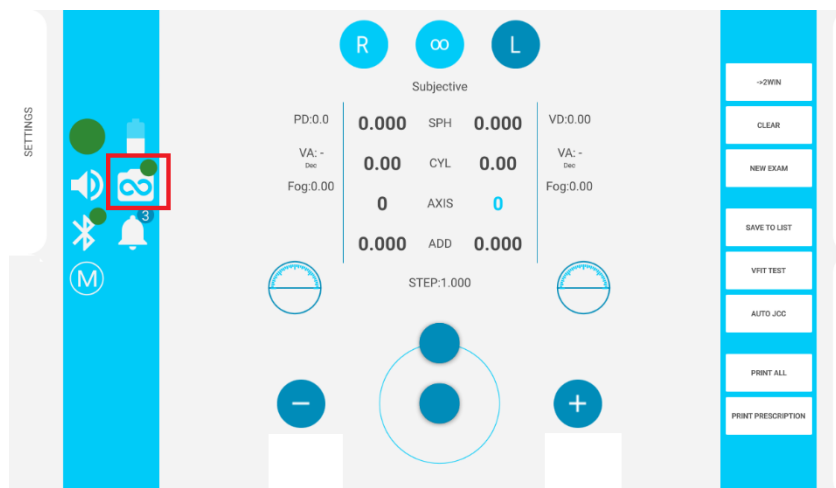 SETTINGS
3
M
R ∞ L
Subjective
PD:0.0 0.000 SPH 0.000 VD:0.00
VA: - 0.00 CYL 0.00 VA: -
Dec Dec
Fog:0.00 0 AXIS 0 Fog:0.00
0.000 ADD 0.000
STEP:1.000
− +
->2WIN
CLEAR
NEW EXAM
SAVE TO LIST
VFIT TEST
AUTO JCC
PRINT ALL
PRINT PRESCRIPTION